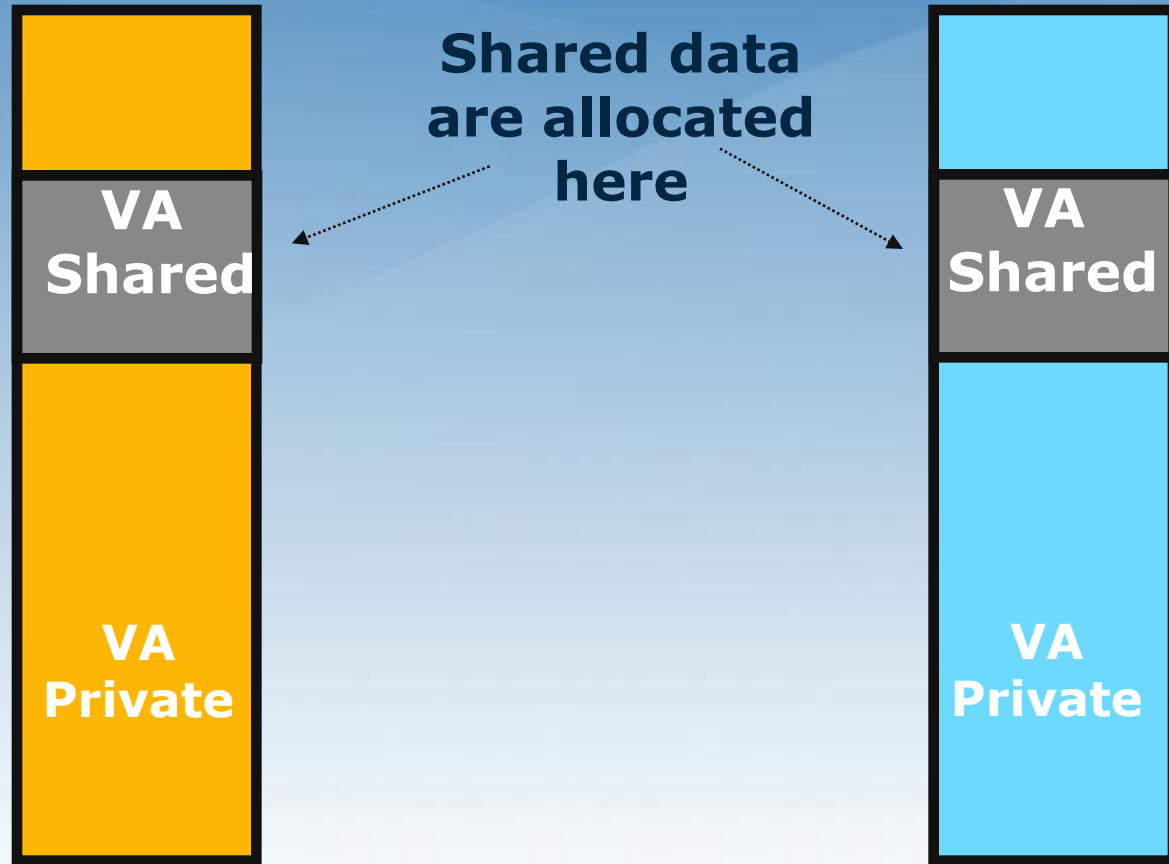 Shared data
are allocated
here
VA
Shared
VA
Shared
VA
Private
VA
Private